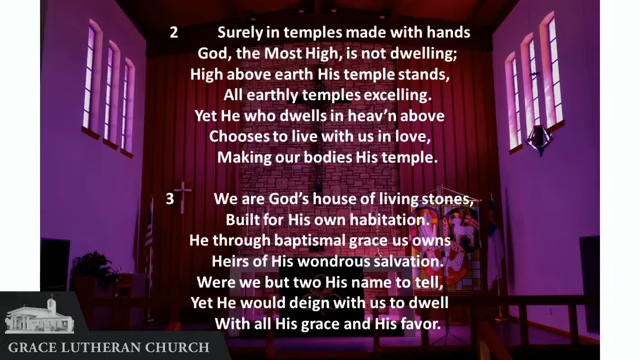 2 Surely in temples made with hands
God, the Most High, is not dwelling;
High above earth His temple stands,
All earthly temples excelling.
Yet He who dwells in heav'n above
Chooses to live with us in love,
Making our bodies His temple.
3 We are God's house of living stones,
Built for His own habitation.
He through baptismal grace us owns
Heirs of His wondrous salvation.
Were we but two His name to tell,
Yet He would deign with us to dwell
With all His grace and His favor.
GRACE LUTHERAN CHURCH